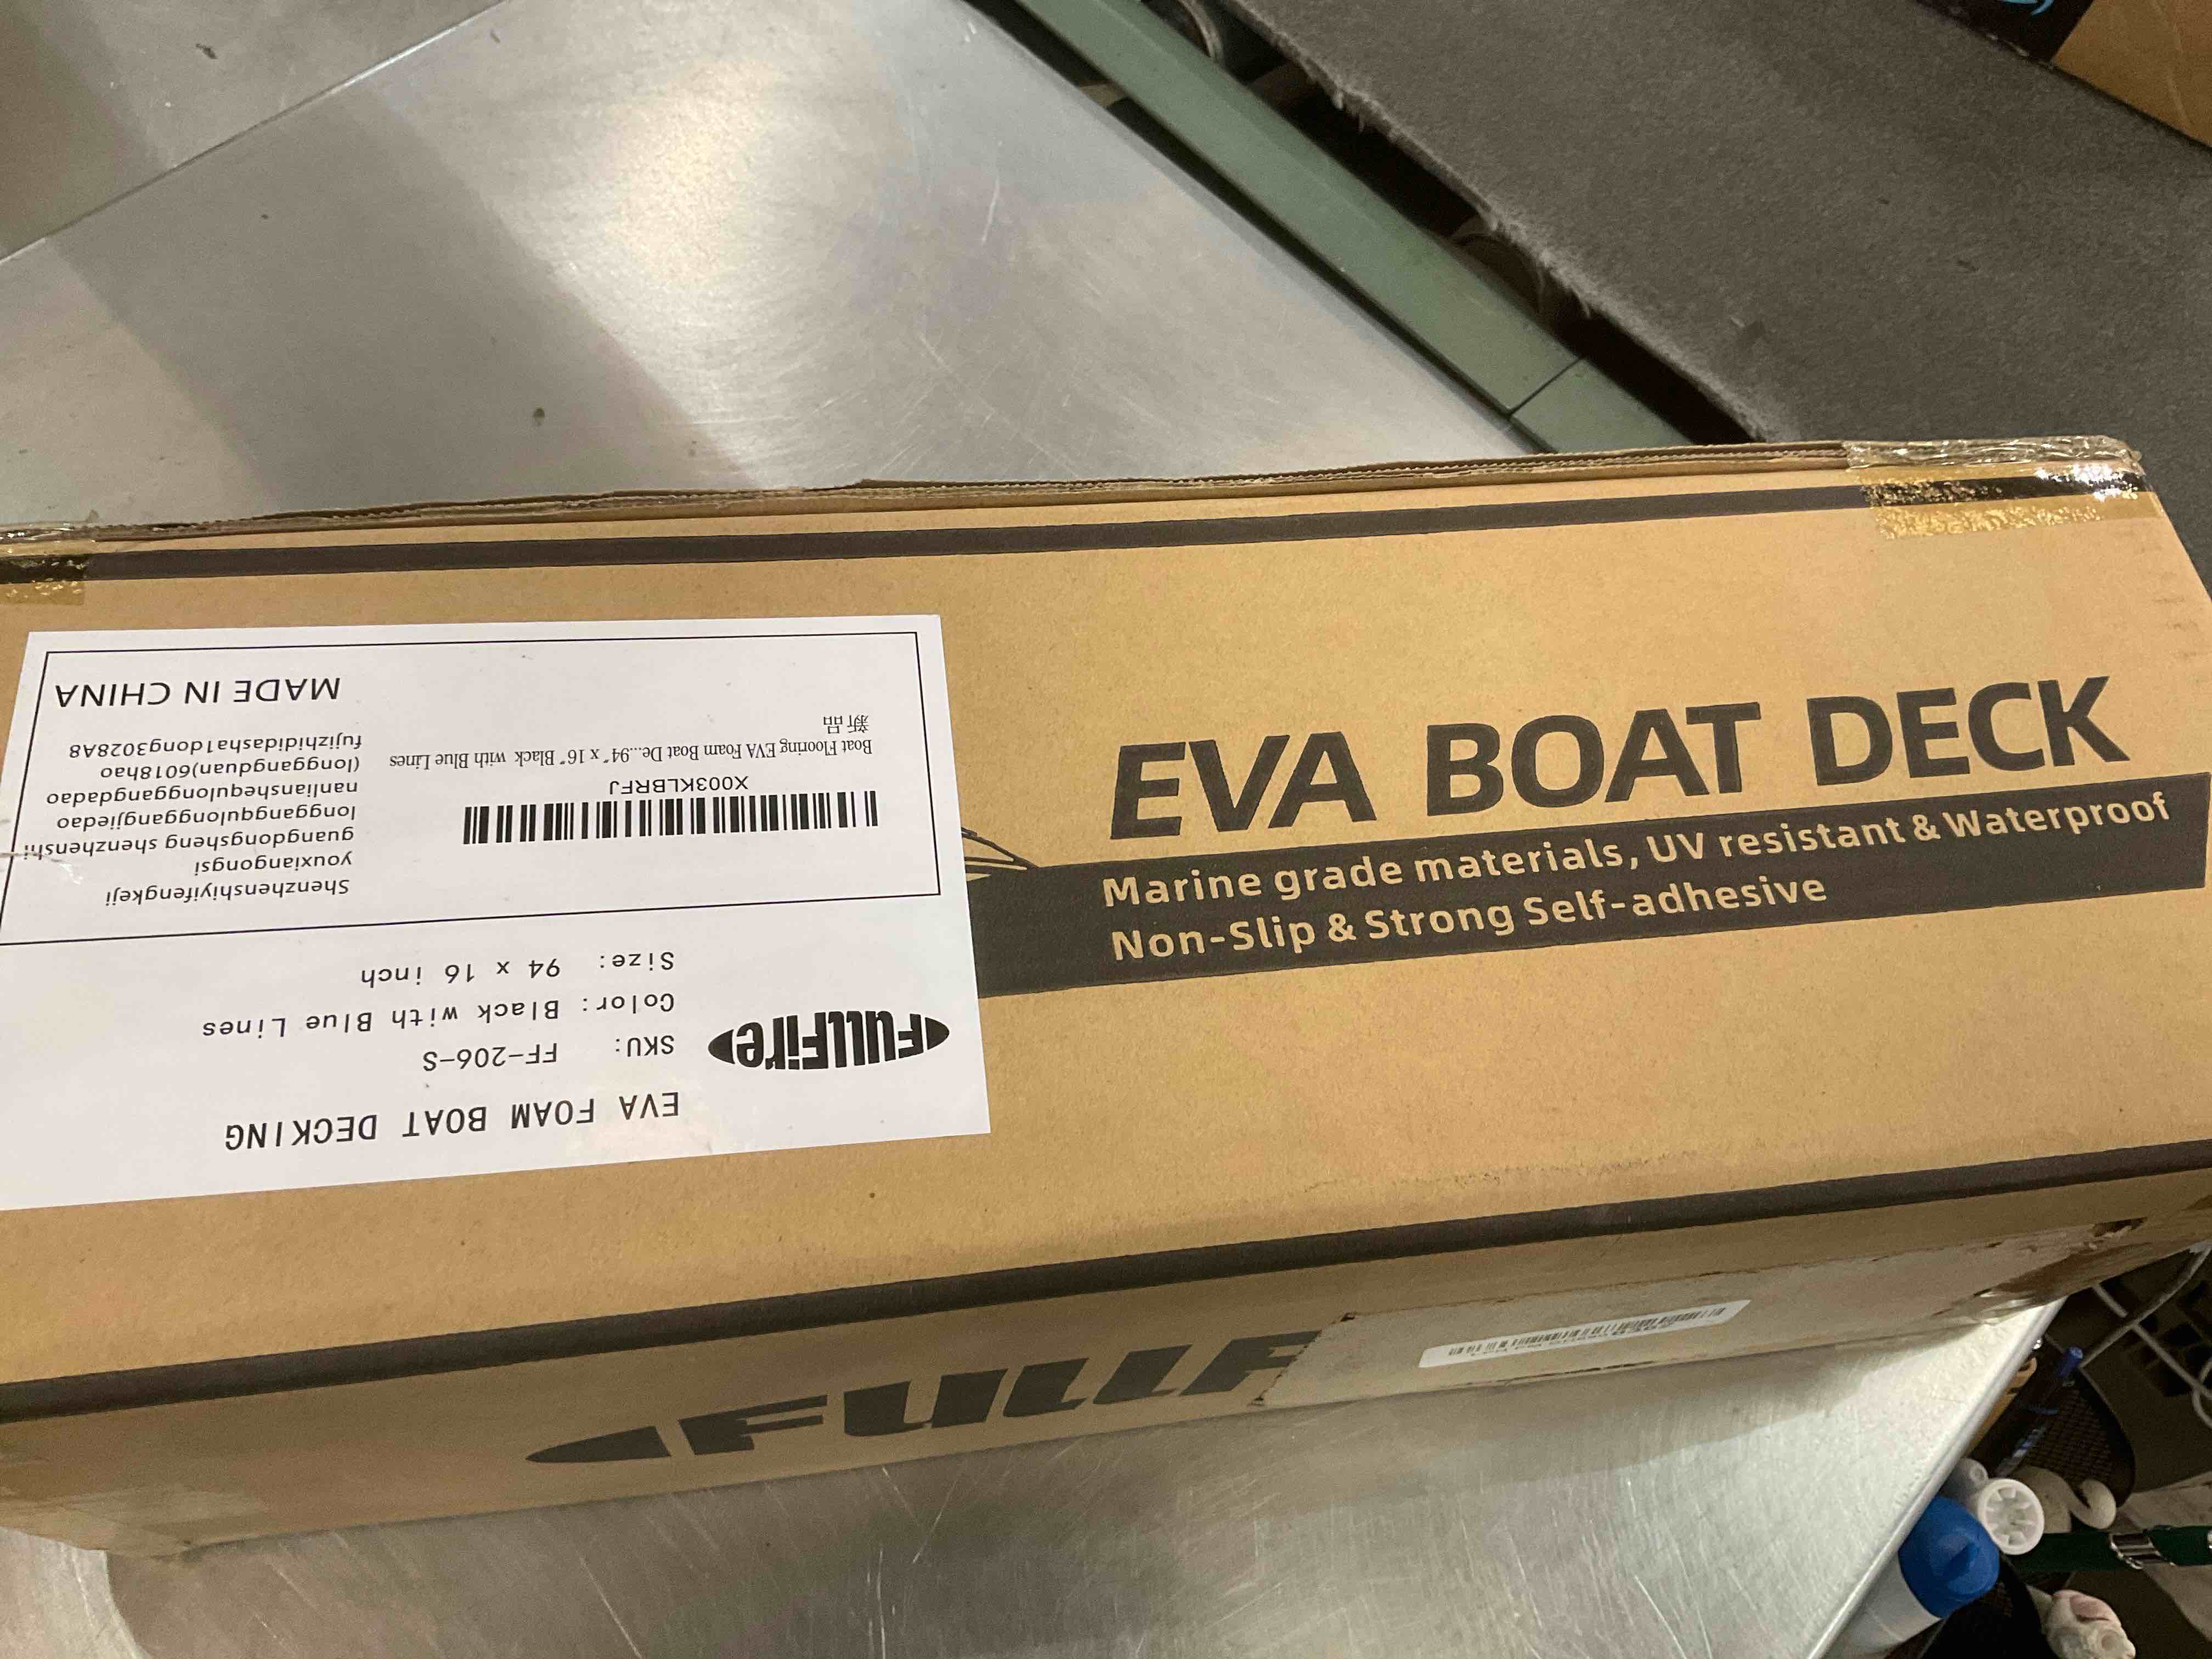 EVA BOAT DECK
Marine grade materials, UV resistant & Waterproof
Non-Slip & Strong Self-adhesive
EVA FOAM BOAT DECKING
FullFire
SKU: FF-206-S
Color: Black with Blue Lines
Size: 94 x 16 inch
Shenzhenshiyifengkeji
youxiangongsi
guangdongsheng shenzhenshi
longgangqulonggangjiedao
nanlianshequlonggangdadao
(longgangduan)6018hao
fujizhididasha1dong3028A8
MADE IN CHINA
X003KLBRFJ
Boat Flooring EVA Foam Boat De...94" x 16" Black with Blue Lines
新品
FULLF